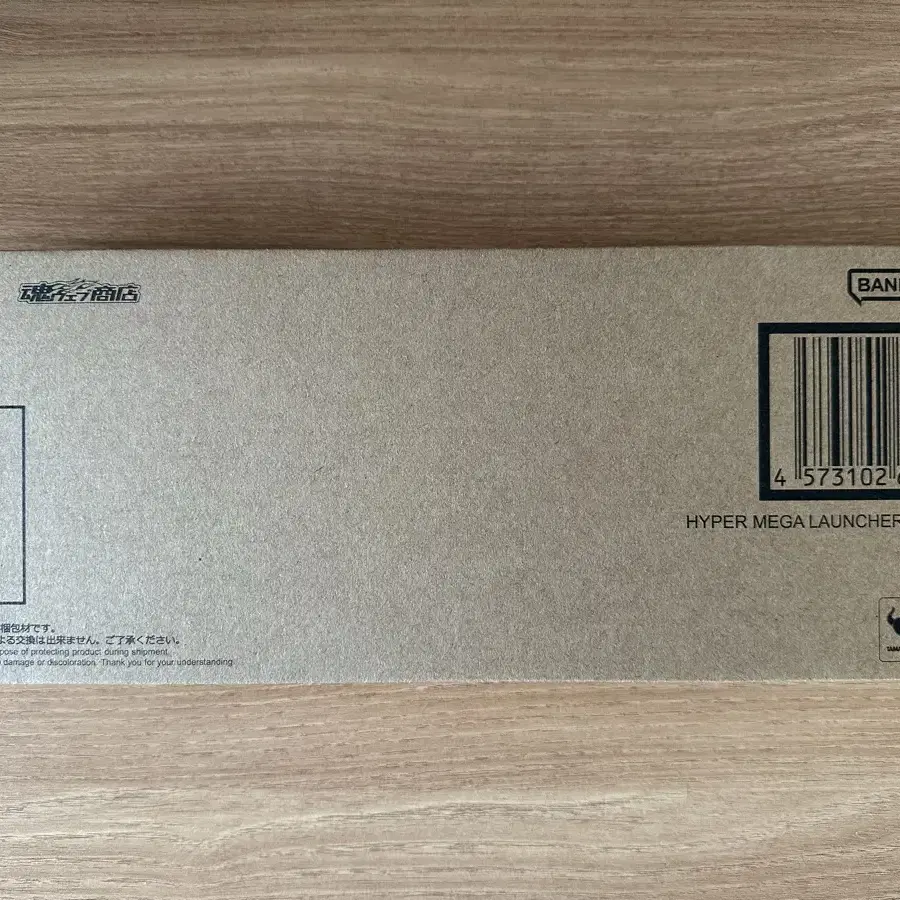 魂ウェブ商店
BAN
4 573102
HYPER MEGA LAUNCHER
梱包材です。
よる交換は出来ません。ご了承ください。
pose of protecting product during shipment.
damage or discoloration. Thank you for your understanding
TAMA